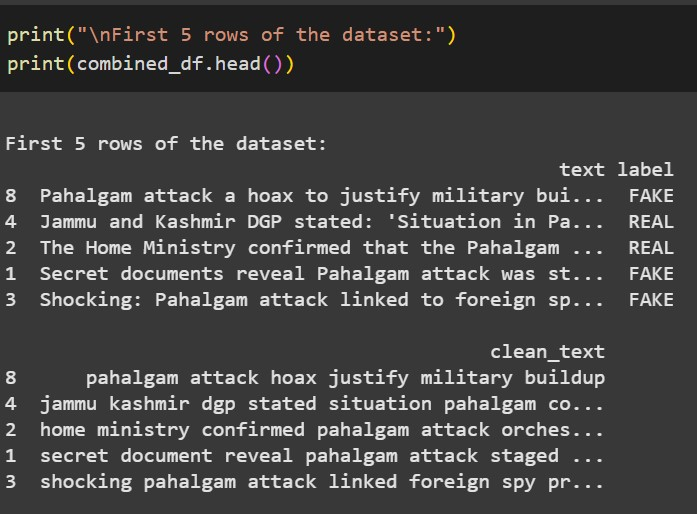 print("\nFirst 5 rows of the dataset:")
print(combined_df.head())
First 5 rows of the dataset:
text label
8 Pahalgam attack a hoax to justify military bui... FAKE
4 Jammu and Kashmir DGP stated: 'Situation in Pa... REAL
2 The Home Ministry confirmed that the Pahalgam ... REAL
1 Secret documents reveal Pahalgam attack was st... FAKE
3 Shocking: Pahalgam attack linked to foreign sp... FAKE
clean_text
8 pahalgam attack hoax justify military buildup
4 jammu kashmir dgp stated situation pahalgam co...
2 home ministry confirmed pahalgam attack orches...
1 secret document reveal pahalgam attack staged ...
3 shocking pahalgam attack linked foreign spy pr...